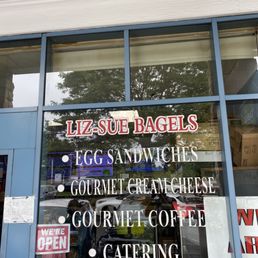 LIZ-SUE BAGELS
• EGG SANDWICHES
• GOURMET CREAM CHEESE
• GOURMET COFFEE
• CATERING
WE'RE
OPEN